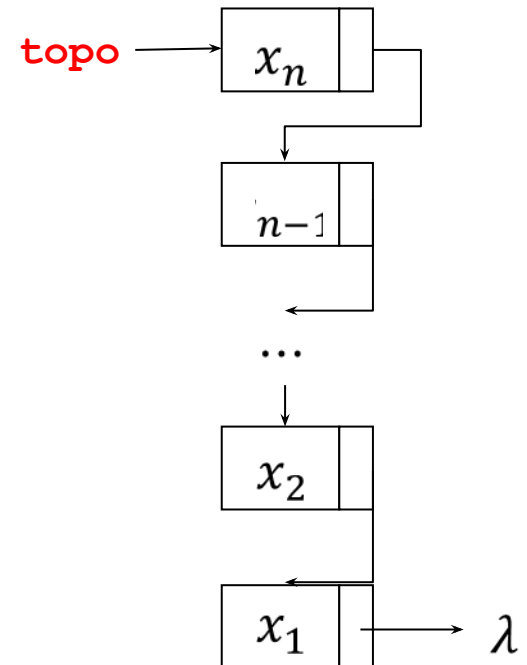 topo xₙ
n−1
...
x₂
x₁ λ